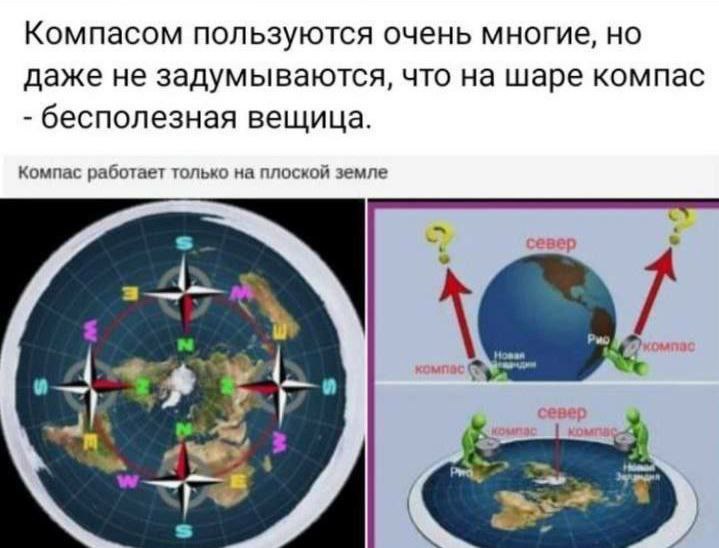 Компасом пользуются очень многие, но
даже не задумываются, что на шаре компас
- бесполезная вещица.
Компас работает только на плоской земле
S
E
W
N
W
E
S
N
N
S
E
N
W
W
E
S
?
?
север
Рио
компас
Новая
Зеландия
компас
север
компас
компас
Рио
Новая
Зеландия